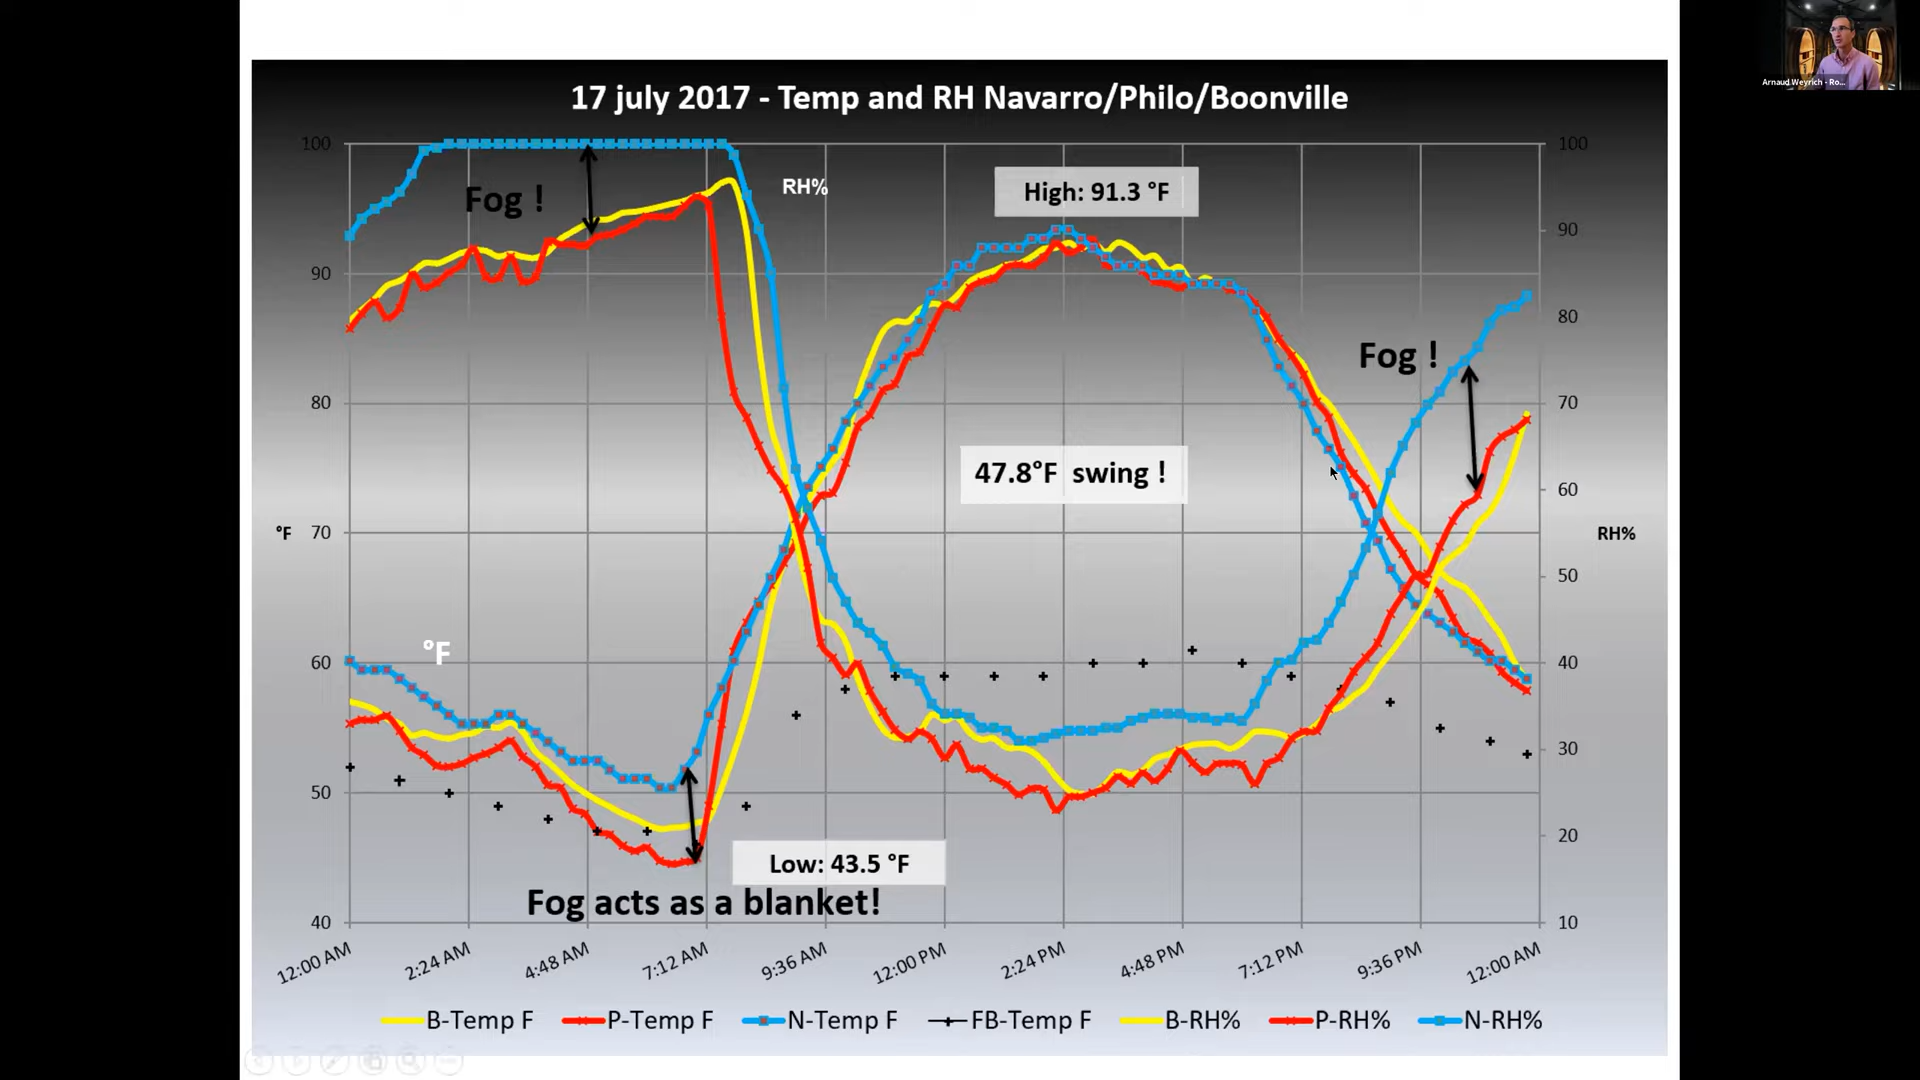 Arnaud Weyrich - Ro...
17 july 2017 - Temp and RH Navarro/Philo/Boonville
100
90
80
70
60
50
40
°F
100
90
80
70
60
50
40
30
20
10
RH%
Fog !
RH%
High: 91.3 °F
Fog !
47.8°F swing !
°F
Low: 43.5 °F
Fog acts as a blanket!
12:00 AM
2:24 AM
4:48 AM
7:12 AM
9:36 AM
12:00 PM
2:24 PM
4:48 PM
7:12 PM
9:36 PM
12:00 AM
B-Temp F
P-Temp F
N-Temp F
FB-Temp F
B-RH%
P-RH%
N-RH%